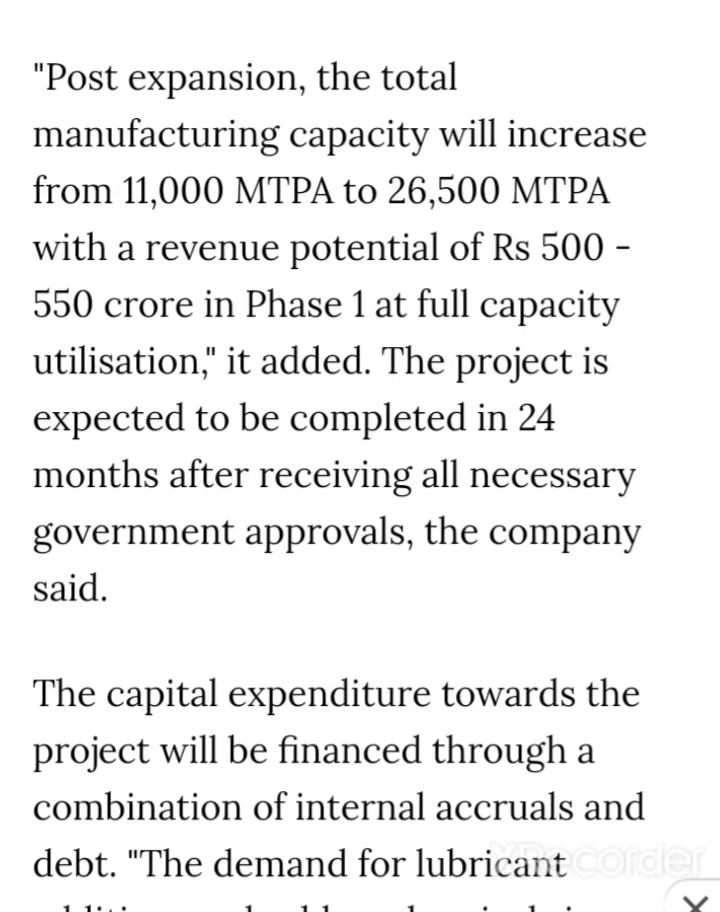 "Post expansion, the total
manufacturing capacity will increase
from 11,000 MTPA to 26,500 MTPA
with a revenue potential of Rs 500 -
550 crore in Phase 1 at full capacity
utilisation," it added. The project is
expected to be completed in 24
months after receiving all necessary
government approvals, the company
said.
The capital expenditure towards the
project will be financed through a
combination of internal accruals and
debt. "The demand for lubricant
XRecorder